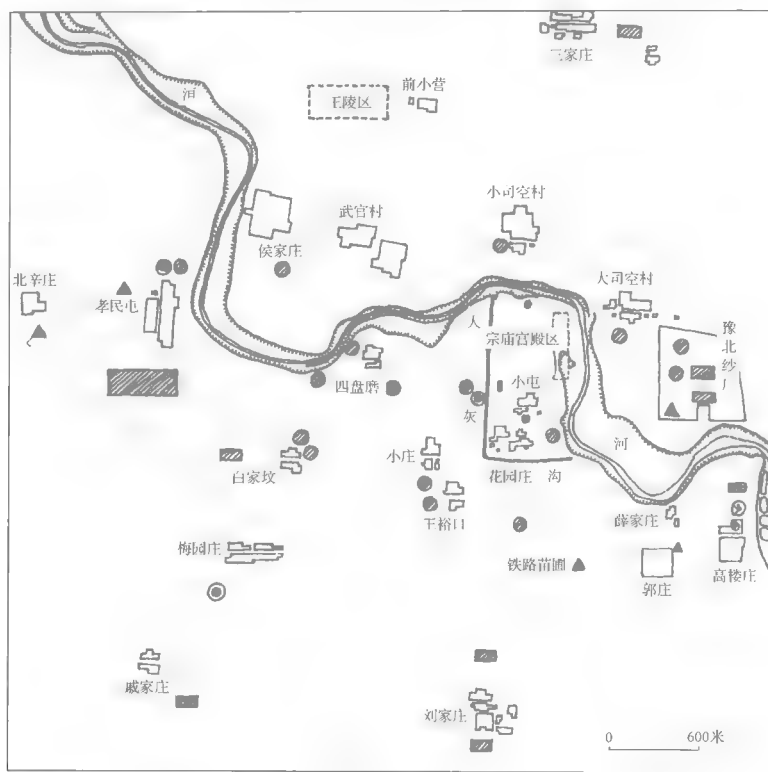 三家庄
洹
王陵区
前小营
小司空村
武官村
侯家庄
北辛庄
孝民屯
大司空村
人
宗庙宫殿区
豫北纱厂
四盘磨
小屯
灰
小庄
河
白家坟
花园庄
沟
王裕口
薛家庄
梅园庄
铁路苗圃
郭庄
高楼庄
戚家庄
刘家庄
0
600米